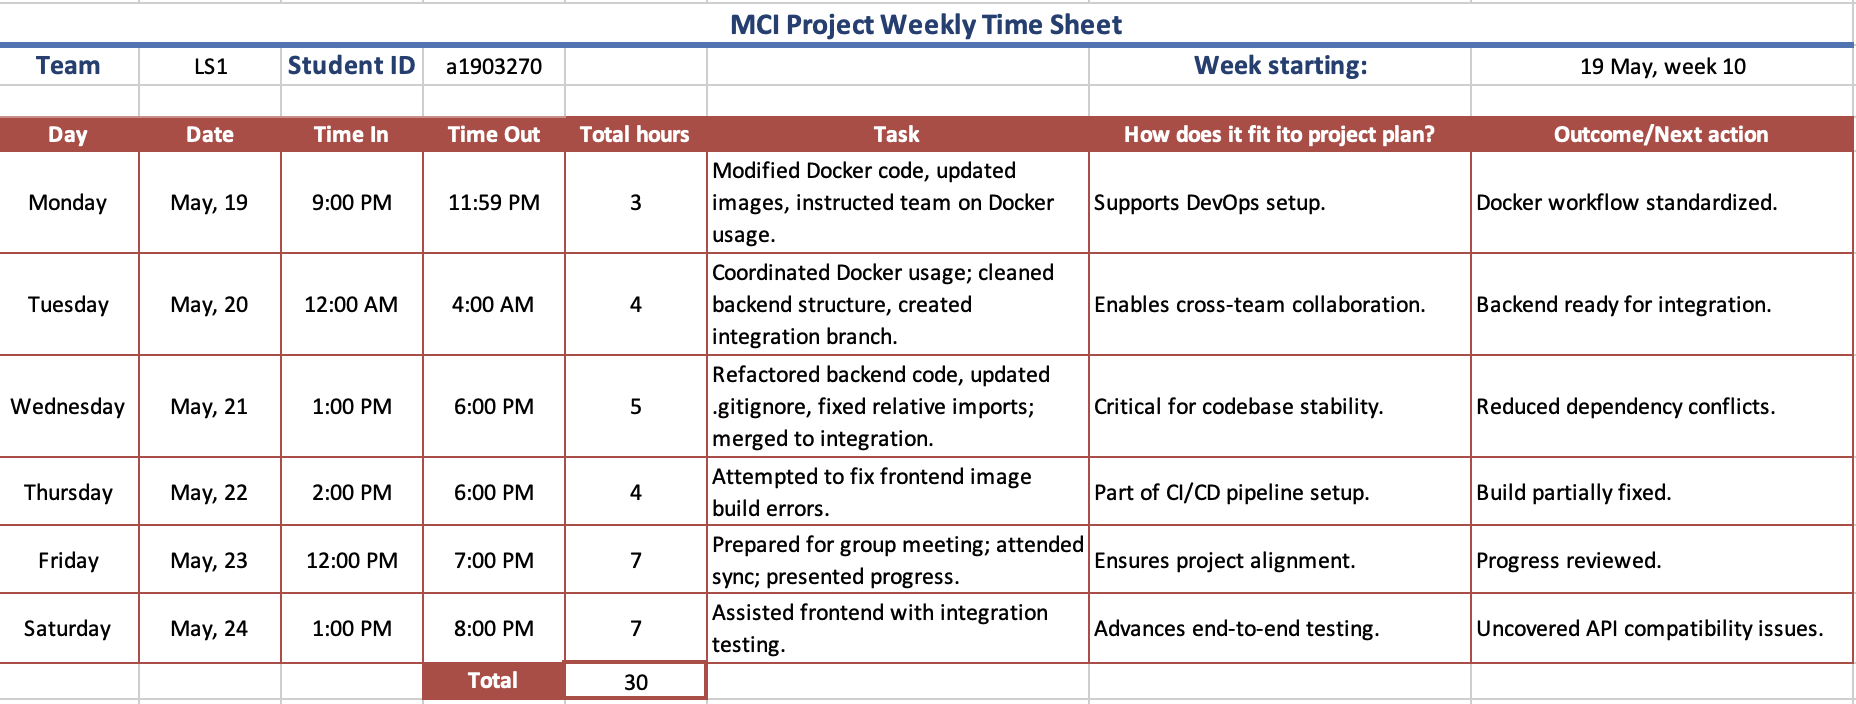 MCI Project Weekly Time Sheet
Team LS1 Student ID a1903270 Week starting: 19 May, week 10
Day Date Time In Time Out Total hours Task How does it fit ito project plan? Outcome/Next action
Monday May, 19 9:00 PM 11:59 PM 3 Modified Docker code, updated
images, instructed team on Docker
usage. Supports DevOps setup. Docker workflow standardized.
Tuesday May, 20 12:00 AM 4:00 AM 4 Coordinated Docker usage; cleaned
backend structure, created
integration branch. Enables cross-team collaboration. Backend ready for integration.
Wednesday May, 21 1:00 PM 6:00 PM 5 Refactored backend code, updated
.gitignore, fixed relative imports;
merged to integration. Critical for codebase stability. Reduced dependency conflicts.
Thursday May, 22 2:00 PM 6:00 PM 4 Attempted to fix frontend image
build errors. Part of CI/CD pipeline setup. Build partially fixed.
Friday May, 23 12:00 PM 7:00 PM 7 Prepared for group meeting; attended
sync; presented progress. Ensures project alignment. Progress reviewed.
Saturday May, 24 1:00 PM 8:00 PM 7 Assisted frontend with integration
testing. Advances end-to-end testing. Uncovered API compatibility issues.
Total 30